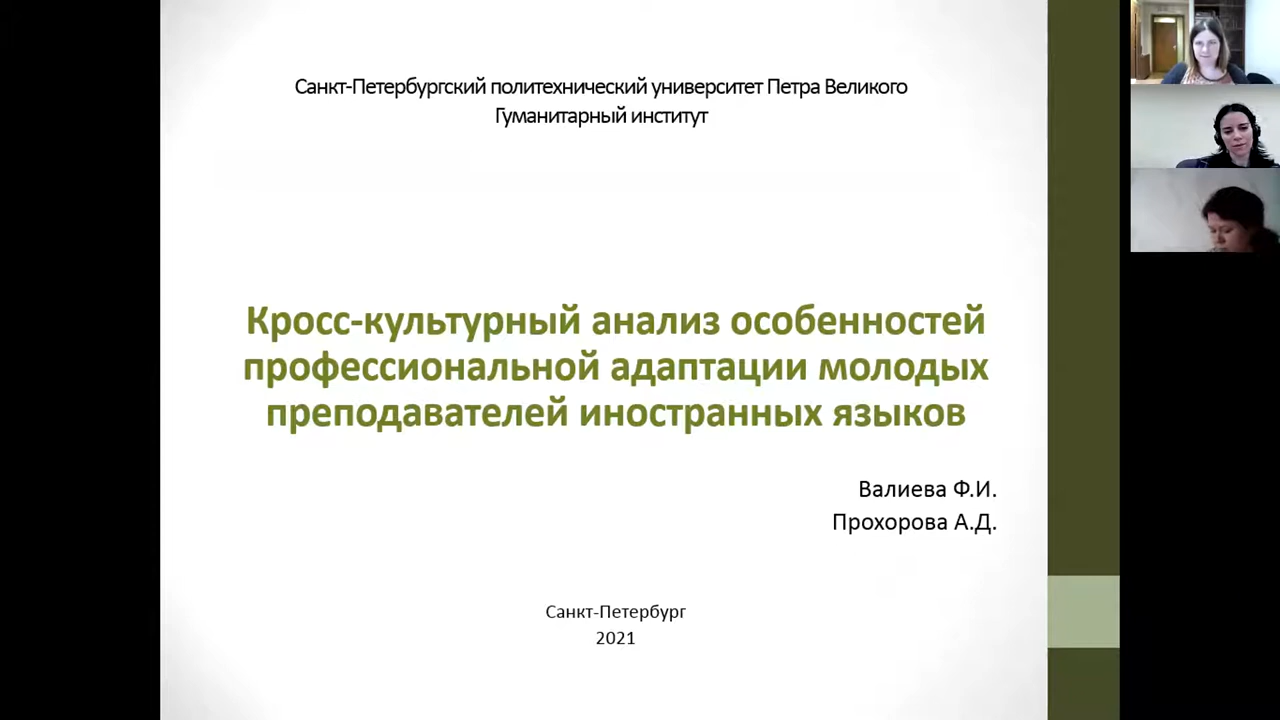 Санкт-Петербургский политехнический университет Петра Великого
Гуманитарный институт
Кросс-культурный анализ особенностей
профессиональной адаптации молодых
преподавателей иностранных языков
Валиева Ф.И.
Прохорова А.Д.
Санкт-Петербург
2021